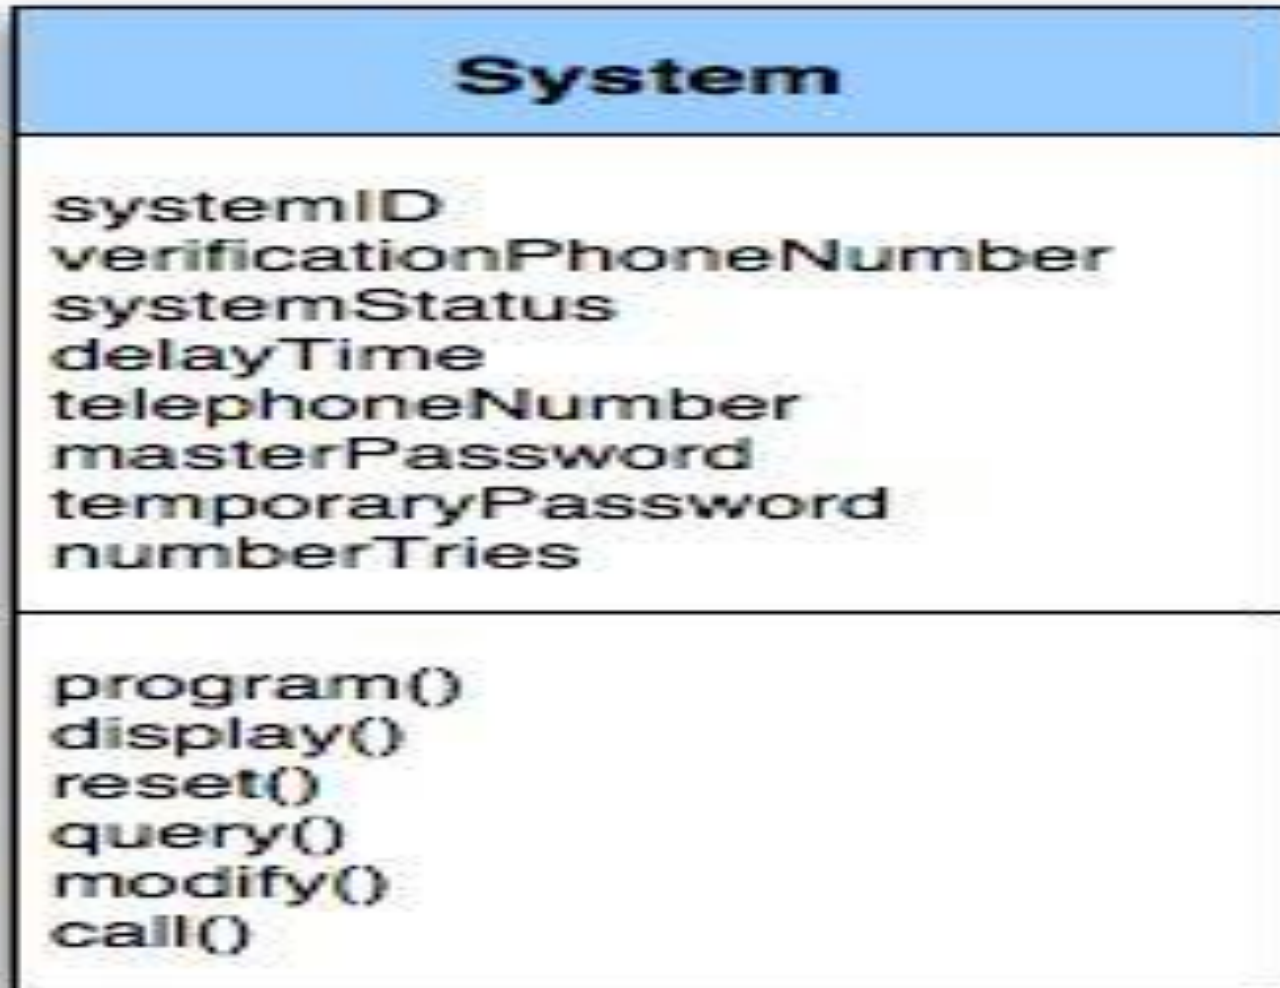 System
systemID
verificationPhoneNumber
systemStatus
delayTime
telephoneNumber
masterPassword
temporaryPassword
numberTries
program()
display()
reset()
query()
modify()
call()